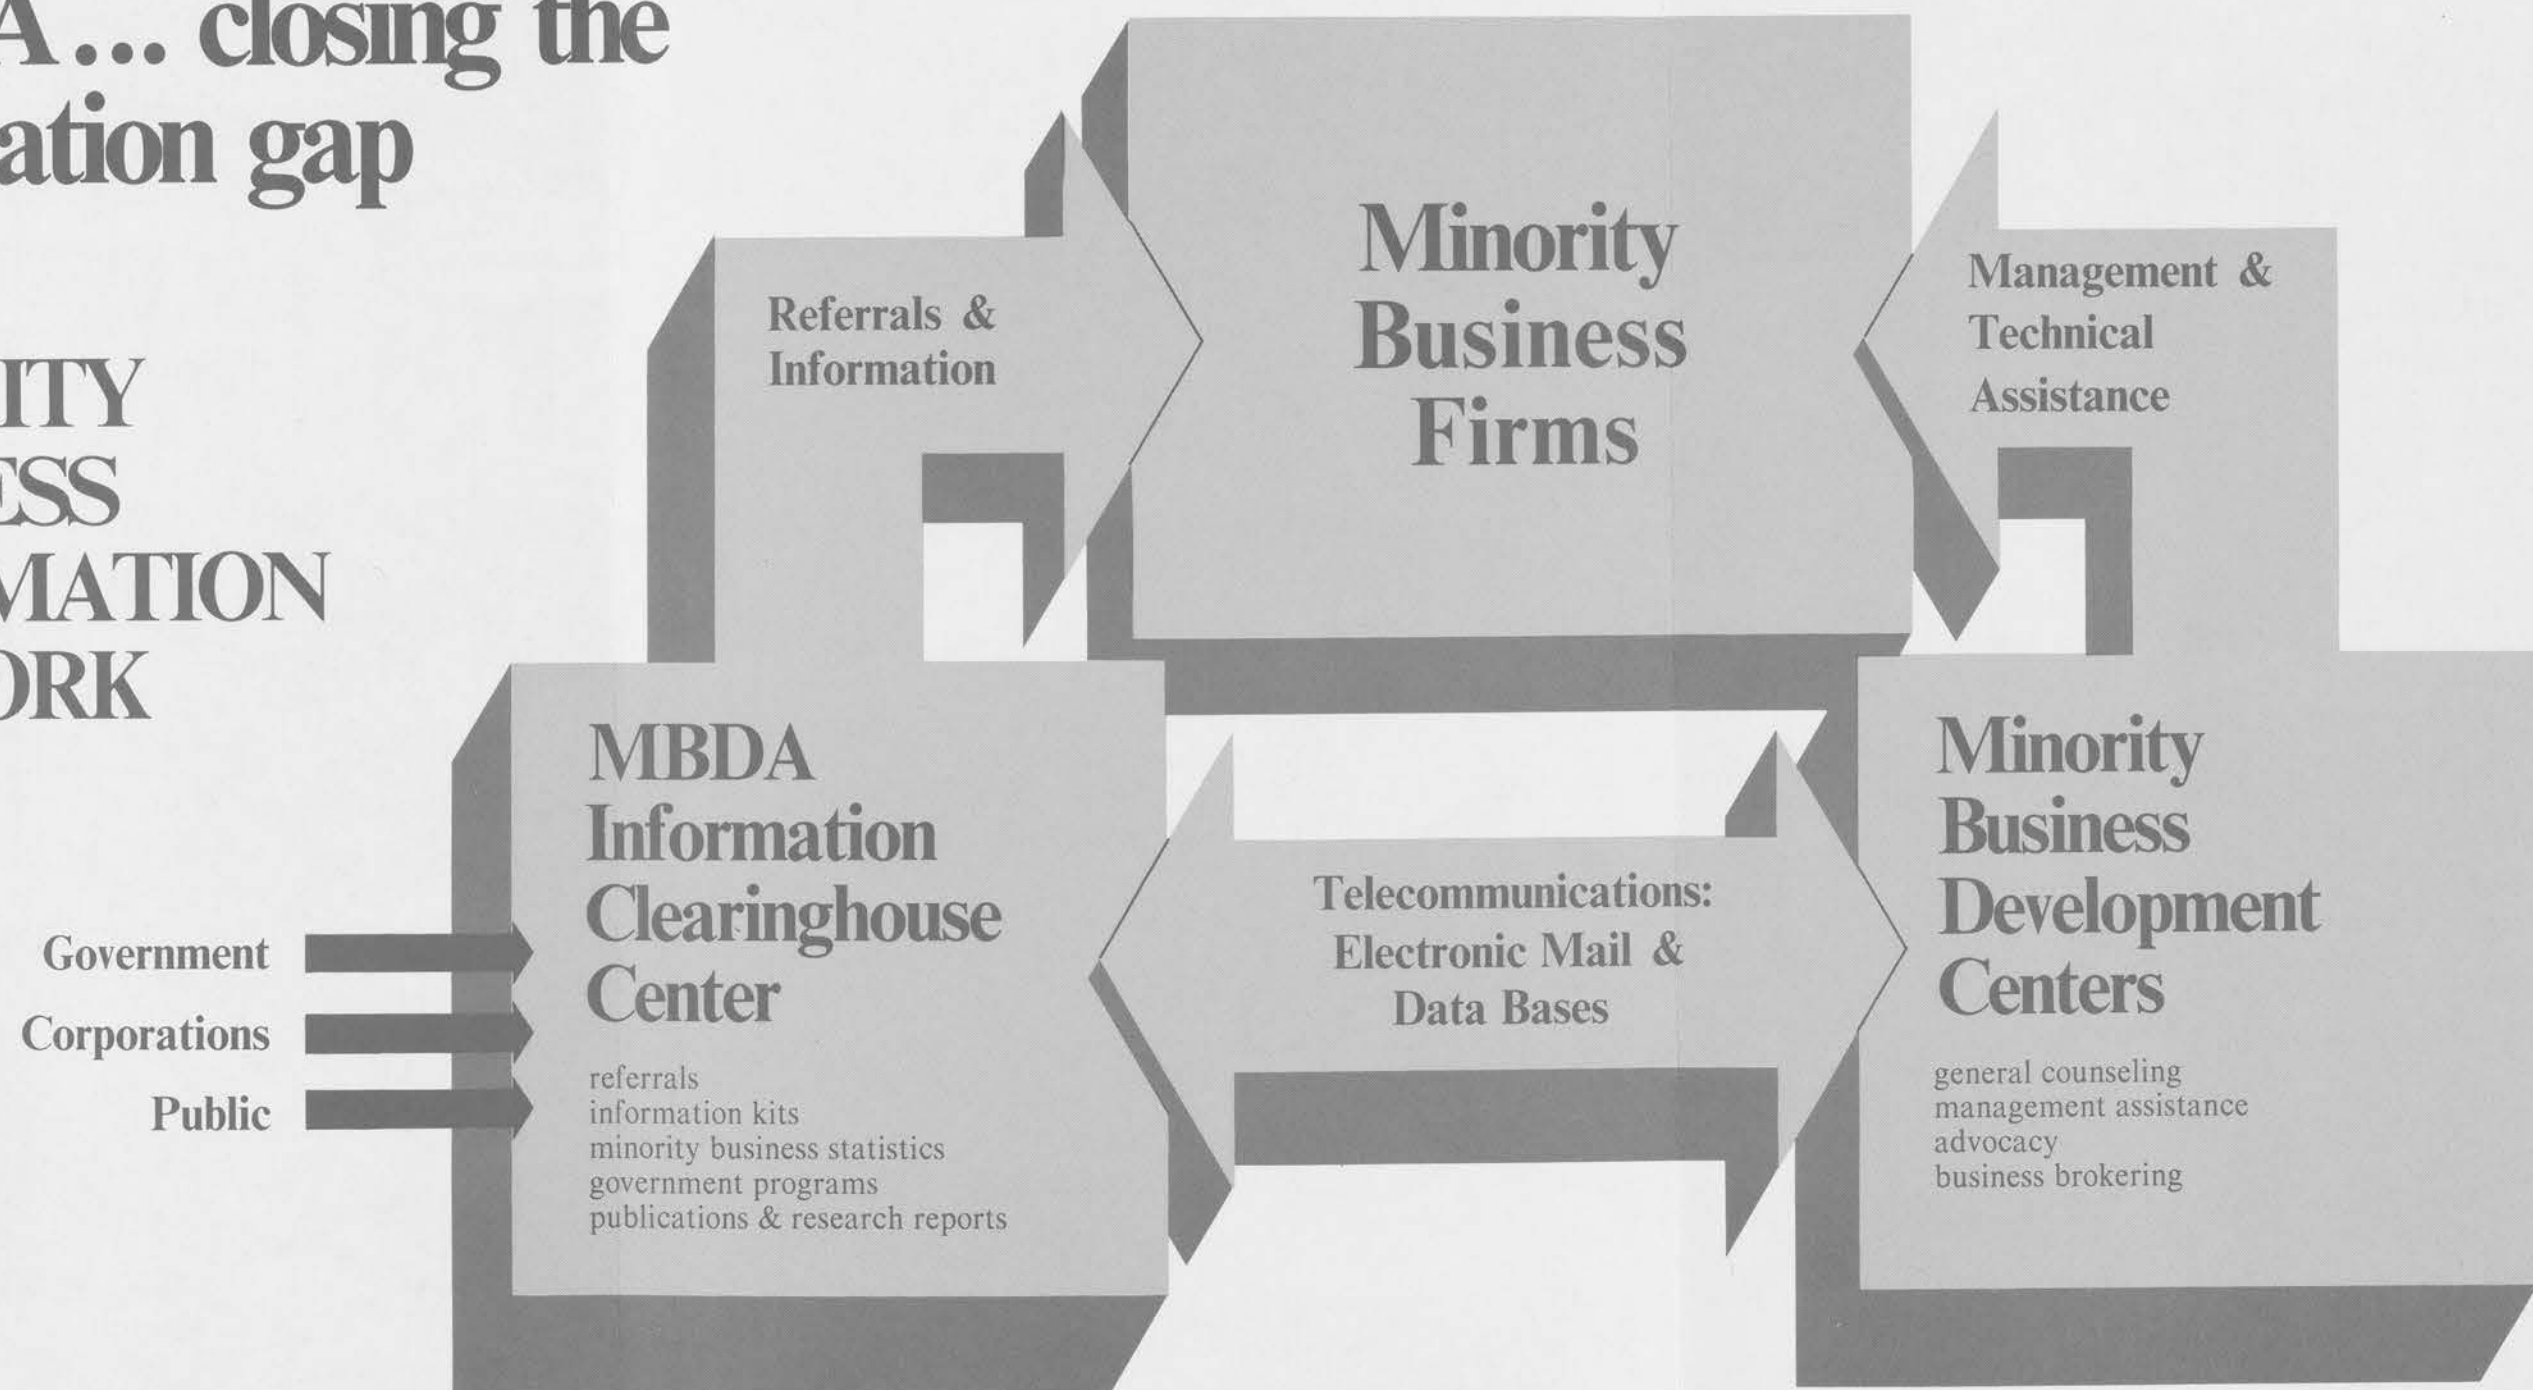 A... closing the
ation gap
ITY
ESS
MATION
ORK
Minority
Business
Firms
Referrals &
Information
Management &
Technical
Assistance
MBDA
Information
Clearinghouse
Center
referrals
information kits
minority business statistics
government programs
publications & research reports
Government
Corporations
Public
Telecommunications:
Electronic Mail &
Data Bases
Minority
Business
Development
Centers
general counseling
management assistance
advocacy
business brokering